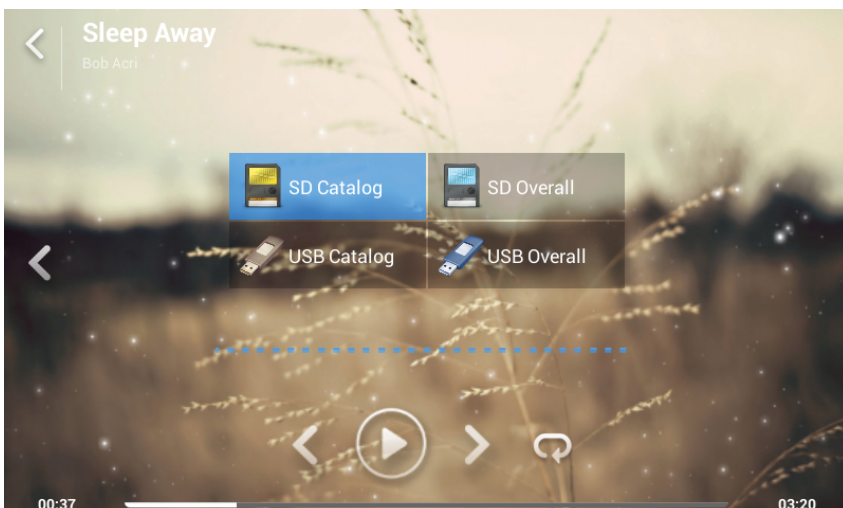 Sleep Away
Bob Acri
SD Catalog SD Overall
USB Catalog USB Overall
00:37 03:20